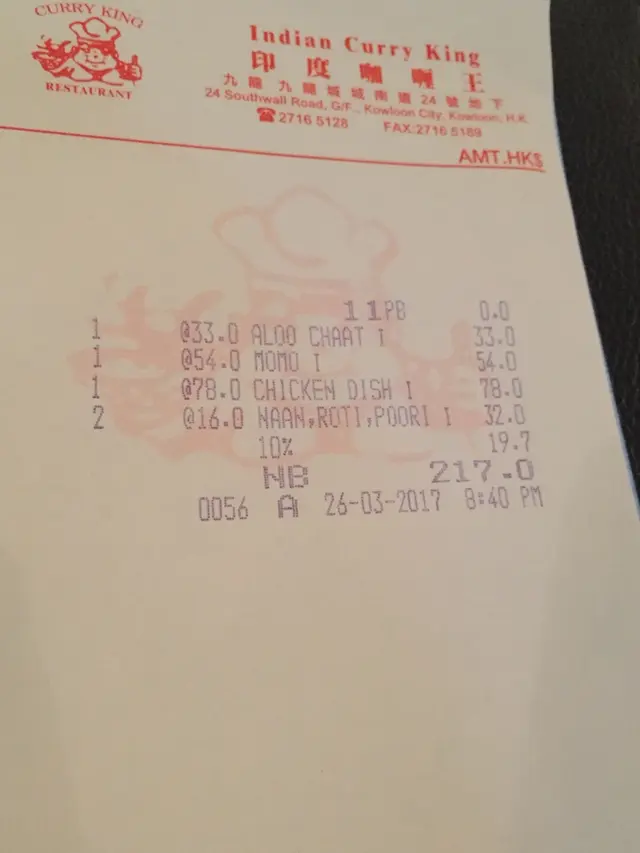 CURRY KING
RESTAURANT
Indian Curry King
印度咖喱王
九龍九龍城城南道24號地下
24 Southwall Road, G/F., Kowloon City, Kowloon, H.K.
☎2716 5128 FAX:2716 5189
AMT.HK$
11PB 0.0
1 @33.0 ALOO CHAAT I 33.0
1 @54.0 MOMO I 54.0
1 @78.0 CHICKEN DISH I 78.0
2 @16.0 NAAN,ROTI,POORI I 32.0
10% 19.7
NB 217.0
0056 A 26-03-2017 8:40 PM